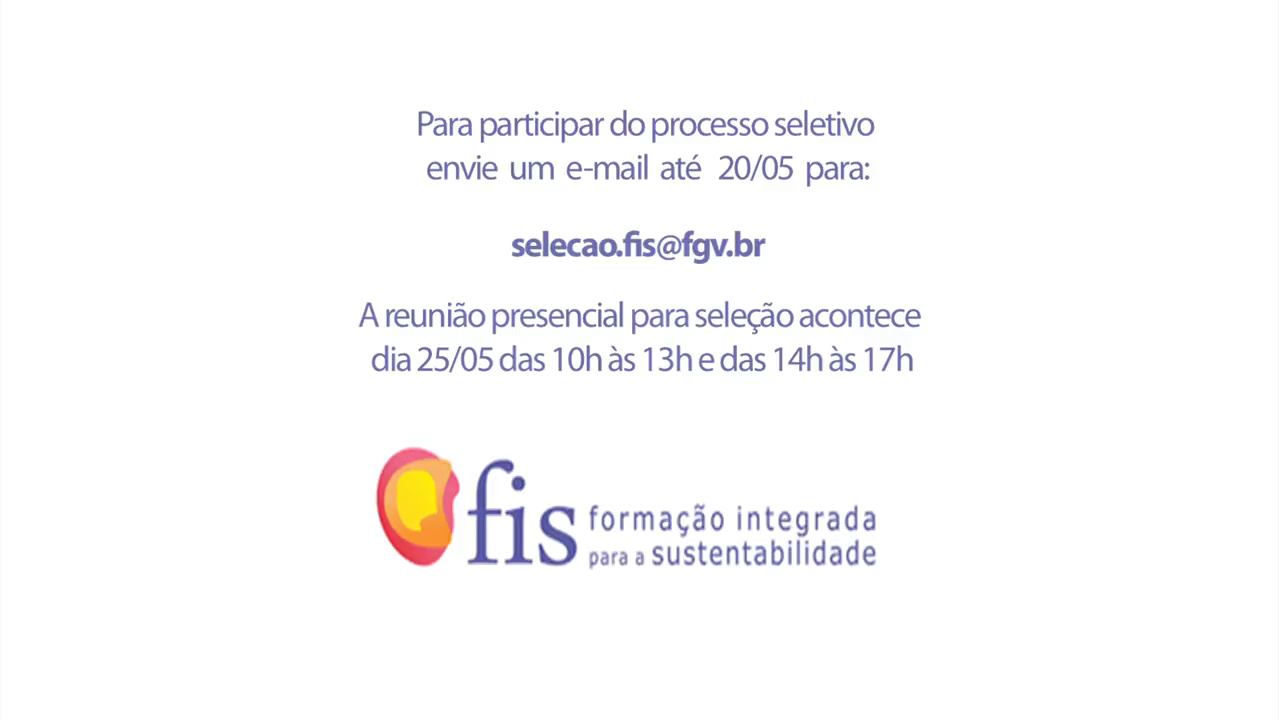 Para participar do processo seletivo
envie um e-mail até 20/05 para:
selecao.fis@fgv.br
A reunião presencial para seleção acontece
dia 25/05 das 10h às 13h e das 14h às 17h
fis formação integrada
para a sustentabilidade